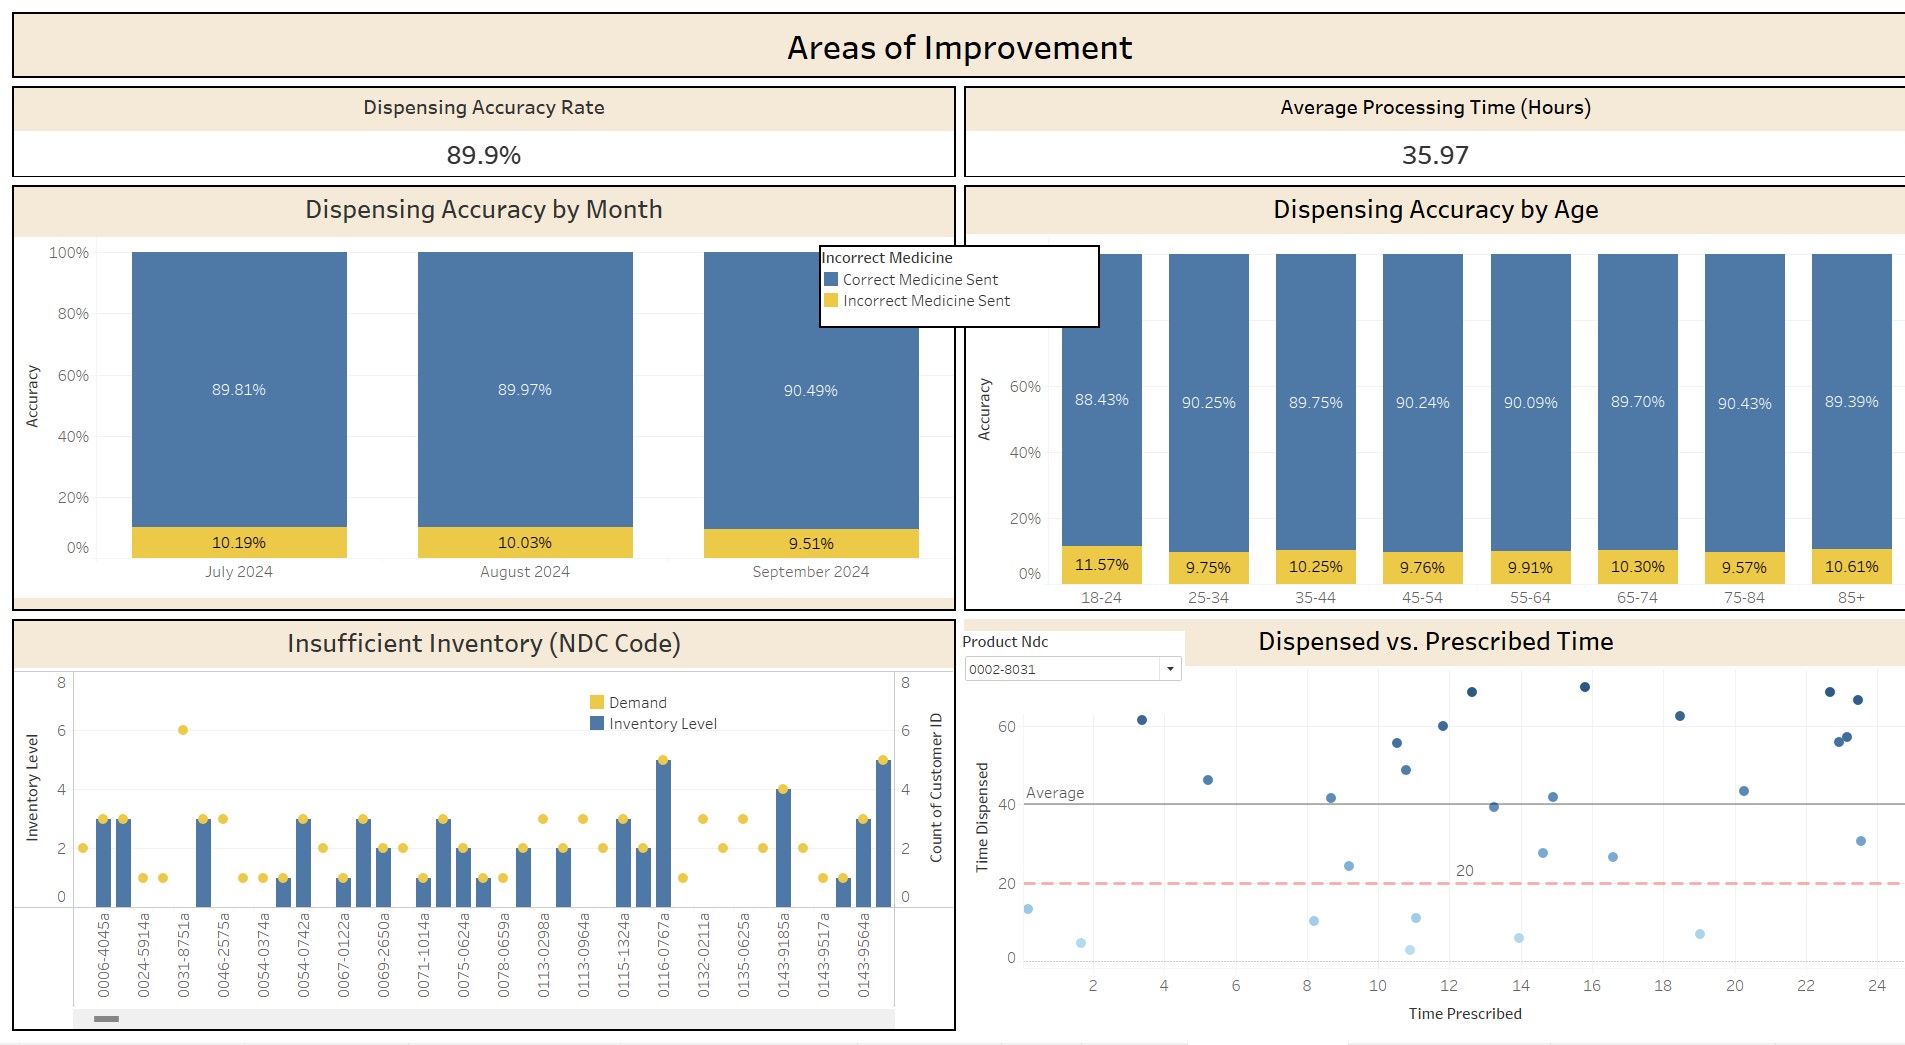 Areas of Improvement
Dispensing Accuracy Rate
89.9%
Average Processing Time (Hours)
35.97
Dispensing Accuracy by Month
Accuracy
100%
80%
60%
40%
20%
0%
89.81%
89.97%
90.49%
10.19%
10.03%
9.51%
July 2024
August 2024
September 2024
Incorrect Medicine
Correct Medicine Sent
Incorrect Medicine Sent
Dispensing Accuracy by Age
Accuracy
60%
40%
20%
0%
88.43%
90.25%
89.75%
90.24%
90.09%
89.70%
90.43%
89.39%
11.57%
9.75%
10.25%
9.76%
9.91%
10.30%
9.57%
10.61%
18-24
25-34
35-44
45-54
55-64
65-74
75-84
85+
Insufficient Inventory (NDC Code)
Inventory Level
8
6
4
2
0
Demand
Inventory Level
8
6
4
2
0
Count of Customer ID
0006-4045a
0024-5914a
0031-8751a
0046-2575a
0054-0374a
0054-0742a
0067-0122a
0069-2650a
0071-1014a
0075-0624a
0078-0659a
0113-0298a
0113-0964a
0115-1324a
0116-0767a
0132-0211a
0135-0625a
0143-9185a
0143-9517a
0143-9564a
Product Ndc
0002-8031
Dispensed vs. Prescribed Time
Time Dispensed
60
40
20
0
Average
20
2
4
6
8
10
12
14
16
18
20
22
24
Time Prescribed